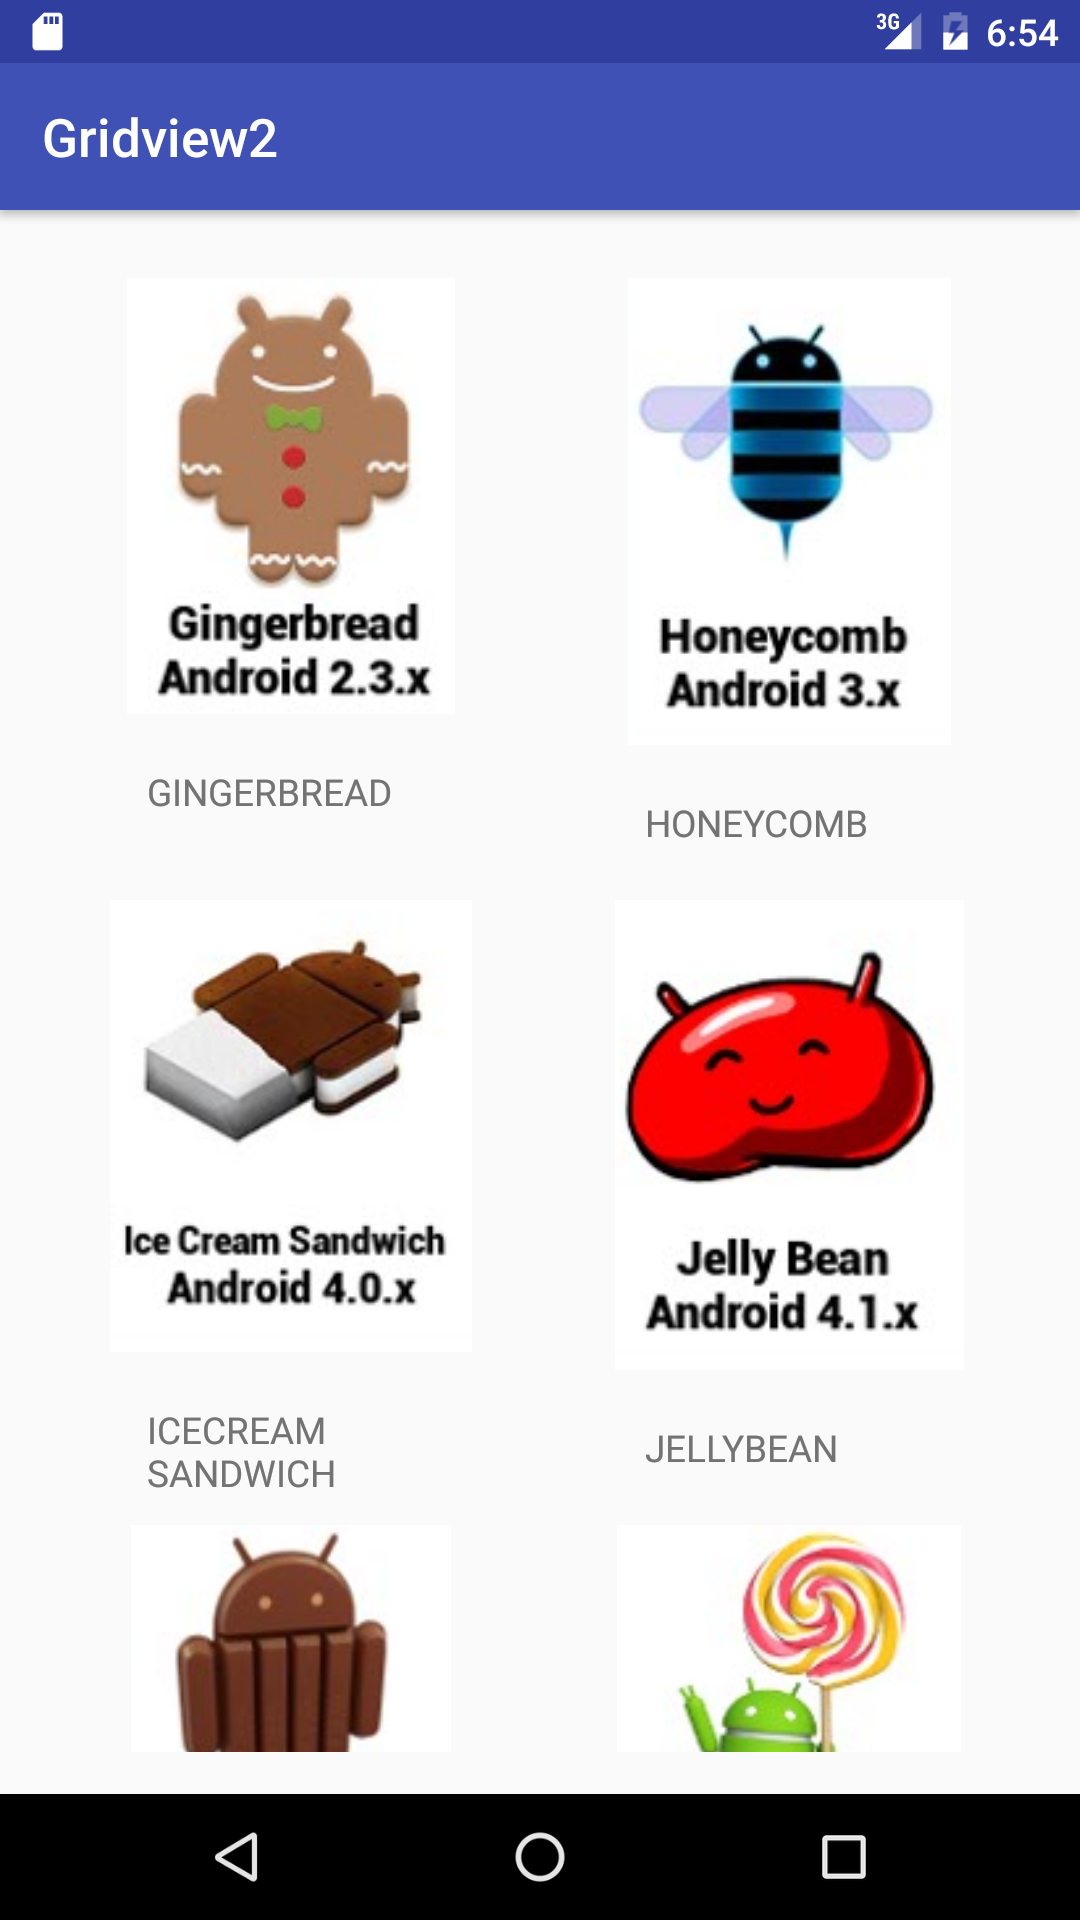 3G 6:54
Gridview2
Gingerbread
Android 2.3.x
GINGERBREAD
Honeycomb
Android 3.x
HONEYCOMB
Ice Cream Sandwich
Android 4.0.x
ICECREAM
SANDWICH
Jelly Bean
Android 4.1.x
JELLYBEAN